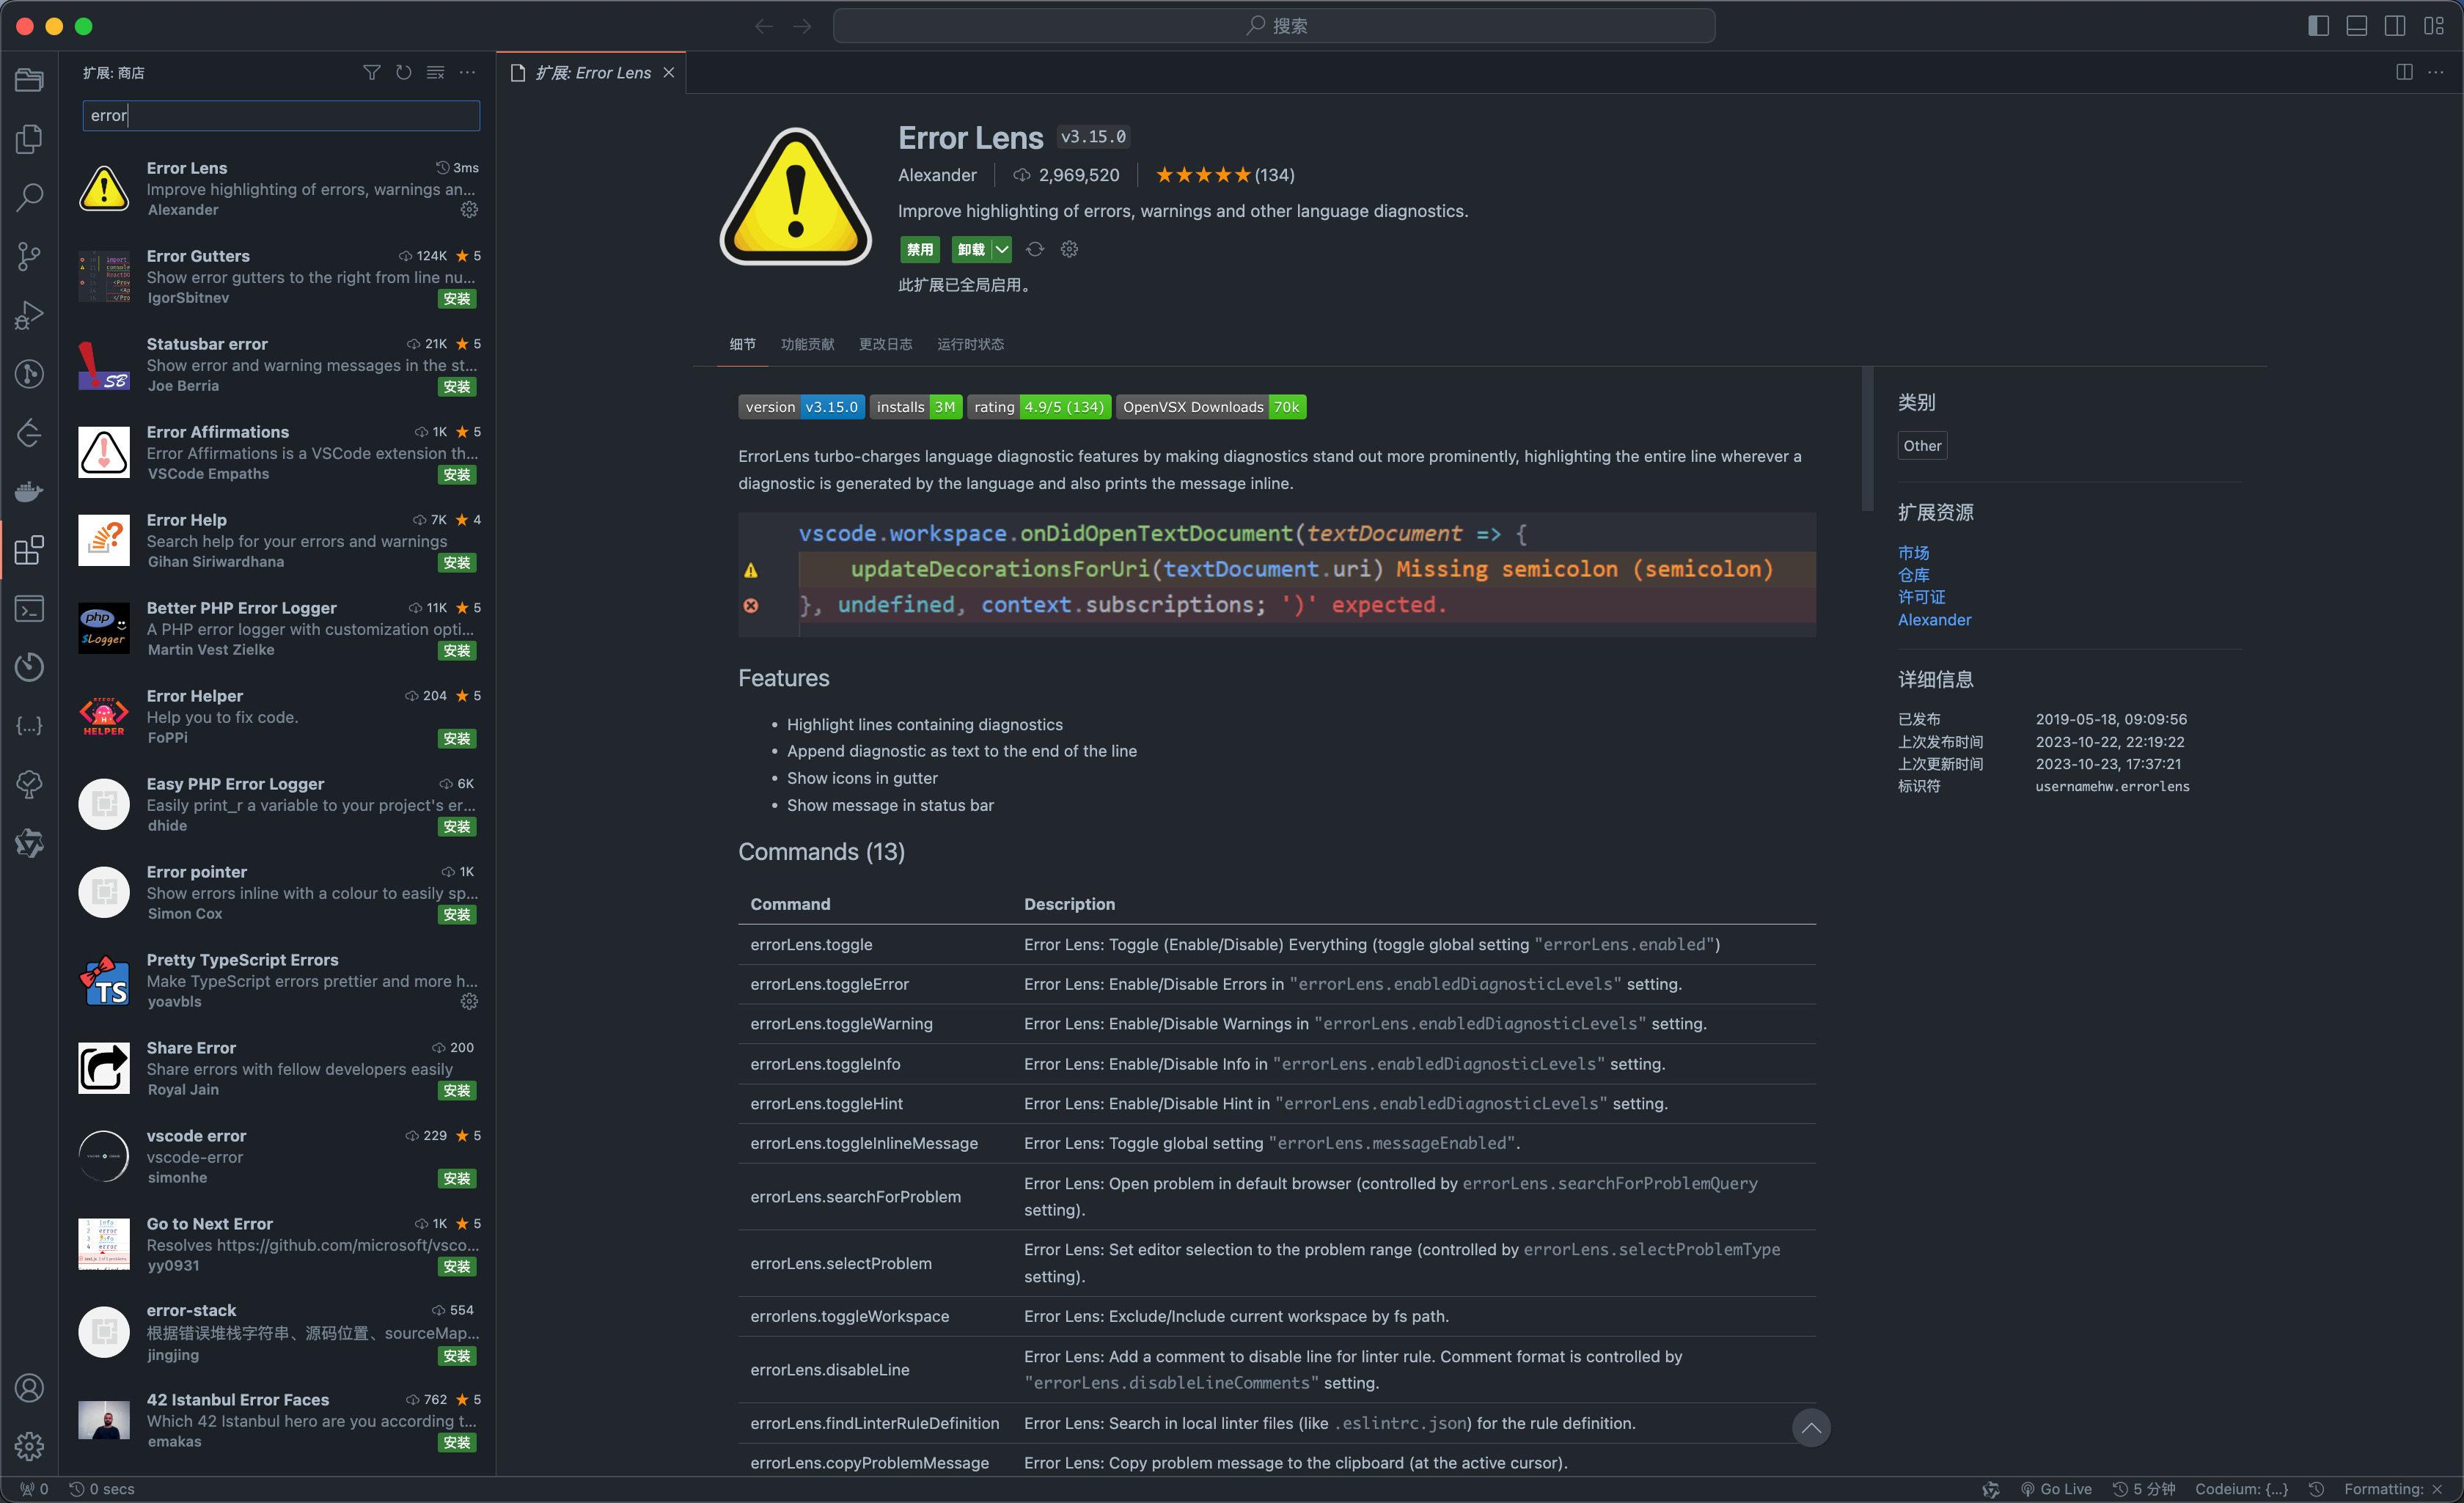 搜索
扩展: 商店
error
Error Lens
3ms
Improve highlighting of errors, warnings an...
Alexander
Error Gutters
124K
5
Show error gutters to the right from line nu...
IgorSbitnev
安装
Statusbar error
21K
5
Show error and warning messages in the st...
Joe Berria
安装
Error Affirmations
1K
5
Error Affirmations is a VSCode extension th...
VSCode Empaths
安装
Error Help
7K
4
Search help for your errors and warnings
Gihan Siriwardhana
安装
Better PHP Error Logger
11K
5
A PHP error logger with customization opti...
Martin Vest Zielke
安装
Error Helper
204
5
Help you to fix code.
FoPPi
安装
Easy PHP Error Logger
6K
Easily print_r a variable to your project's er...
dhide
安装
Error pointer
1K
Show errors inline with a colour to easily sp...
Simon Cox
安装
Pretty TypeScript Errors
Make TypeScript errors prettier and more h...
yoavbls
Share Error
200
Share errors with fellow developers easily
Royal Jain
安装
vscode error
229
5
vscode-error
simonhe
安装
Go to Next Error
1K
5
Resolves https://github.com/microsoft/vsco...
yy0931
安装
error-stack
554
根据错误堆栈字符串、源码位置、sourceMap...
jingjing
安装
42 Istanbul Error Faces
762
5
Which 42 Istanbul hero are you according t...
emakas
安装
扩展: Error Lens
Error Lens v3.15.0
Alexander
2,969,520
(134)
Improve highlighting of errors, warnings and other language diagnostics.
禁用
卸载
此扩展已全局启用。
细节
功能贡献
更改日志
运行时状态
version v3.15.0
installs 3M
rating 4.9/5 (134)
OpenVSX Downloads 70k
ErrorLens turbo-charges language diagnostic features by making diagnostics stand out more prominently, highlighting the entire line wherever a
diagnostic is generated by the language and also prints the message inline.
vscode.workspace.onDidOpenTextDocument(textDocument => {
updateDecorationsForUri(textDocument.uri) Missing semicolon (semicolon)
}, undefined, context.subscriptions; ')' expected.
Features
Highlight lines containing diagnostics
Append diagnostic as text to the end of the line
Show icons in gutter
Show message in status bar
Commands (13)
Command
Description
errorLens.toggle
Error Lens: Toggle (Enable/Disable) Everything (toggle global setting "errorLens.enabled")
errorLens.toggleError
Error Lens: Enable/Disable Errors in "errorLens.enabledDiagnosticLevels" setting.
errorLens.toggleWarning
Error Lens: Enable/Disable Warnings in "errorLens.enabledDiagnosticLevels" setting.
errorLens.toggleInfo
Error Lens: Enable/Disable Info in "errorLens.enabledDiagnosticLevels" setting.
errorLens.toggleHint
Error Lens: Enable/Disable Hint in "errorLens.enabledDiagnosticLevels" setting.
errorLens.toggleInlineMessage
Error Lens: Toggle global setting "errorLens.messageEnabled".
errorLens.searchForProblem
Error Lens: Open problem in default browser (controlled by errorLens.searchForProblemQuery
setting).
errorLens.selectProblem
Error Lens: Set editor selection to the problem range (controlled by errorLens.selectProblemType
setting).
errorlens.toggleWorkspace
Error Lens: Exclude/Include current workspace by fs path.
errorLens.disableLine
Error Lens: Add a comment to disable line for linter rule. Comment format is controlled by
"errorLens.disableLineComments" setting.
errorLens.findLinterRuleDefinition
Error Lens: Search in local linter files (like .eslintrc.json) for the rule definition.
errorLens.copyProblemMessage
Error Lens: Copy problem message to the clipboard (at the active cursor).
类别
Other
扩展资源
市场
仓库
许可证
Alexander
详细信息
已发布
2019-05-18, 09:09:56
上次发布时间
2023-10-22, 22:19:22
上次更新时间
2023-10-23, 17:37:21
标识符
usernamehw.errorlens
0
0 secs
Go Live
5 分钟
Codeium: {...}
Formatting: ×